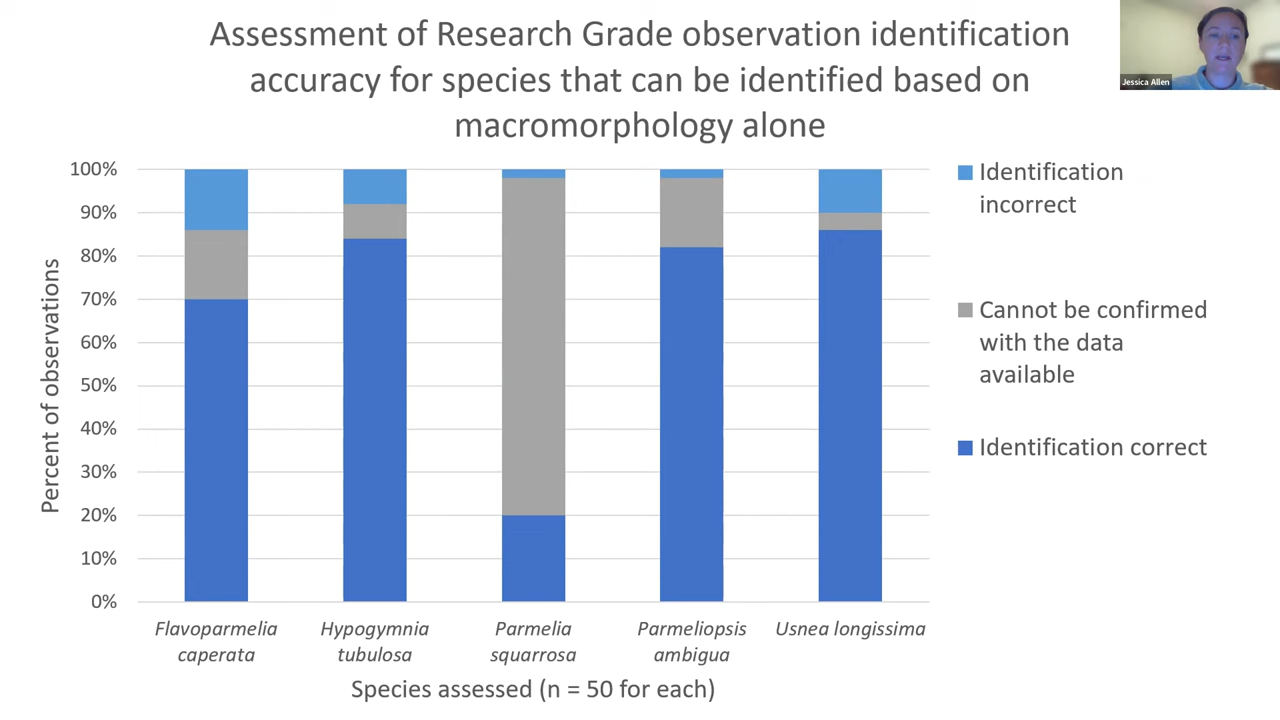 Assessment of Research Grade observation identification
accuracy for species that can be identified based on
macromorphology alone
Jessica Allen
Percent of observations
100%
90%
80%
70%
60%
50%
40%
30%
20%
10%
0%
Flavoparmelia
caperata
Hypogymnia
tubulosa
Parmelia
squarrosa
Parmeliopsis
ambigua
Usnea longissima
Species assessed (n = 50 for each)
Identification
incorrect
Cannot be confirmed
with the data
available
Identification correct